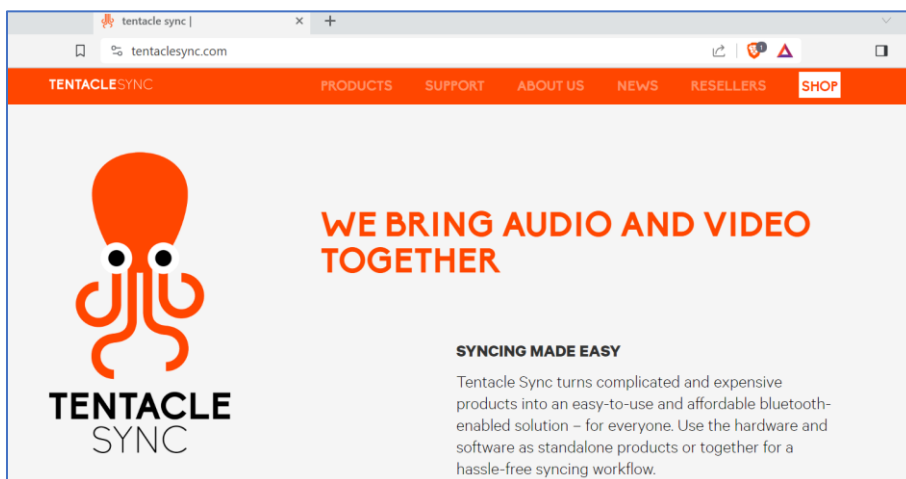 tentacle sync |
tentaclesync.com
1
TENTACLESYNC PRODUCTS SUPPORT ABOUT US NEWS RESELLERS SHOP
WE BRING AUDIO AND VIDEO
TOGETHER
TENTACLE
SYNC
SYNCING MADE EASY
Tentacle Sync turns complicated and expensive
products into an easy-to-use and affordable bluetooth-
enabled solution – for everyone. Use the hardware and
software as standalone products or together for a
hassle-free syncing workflow.